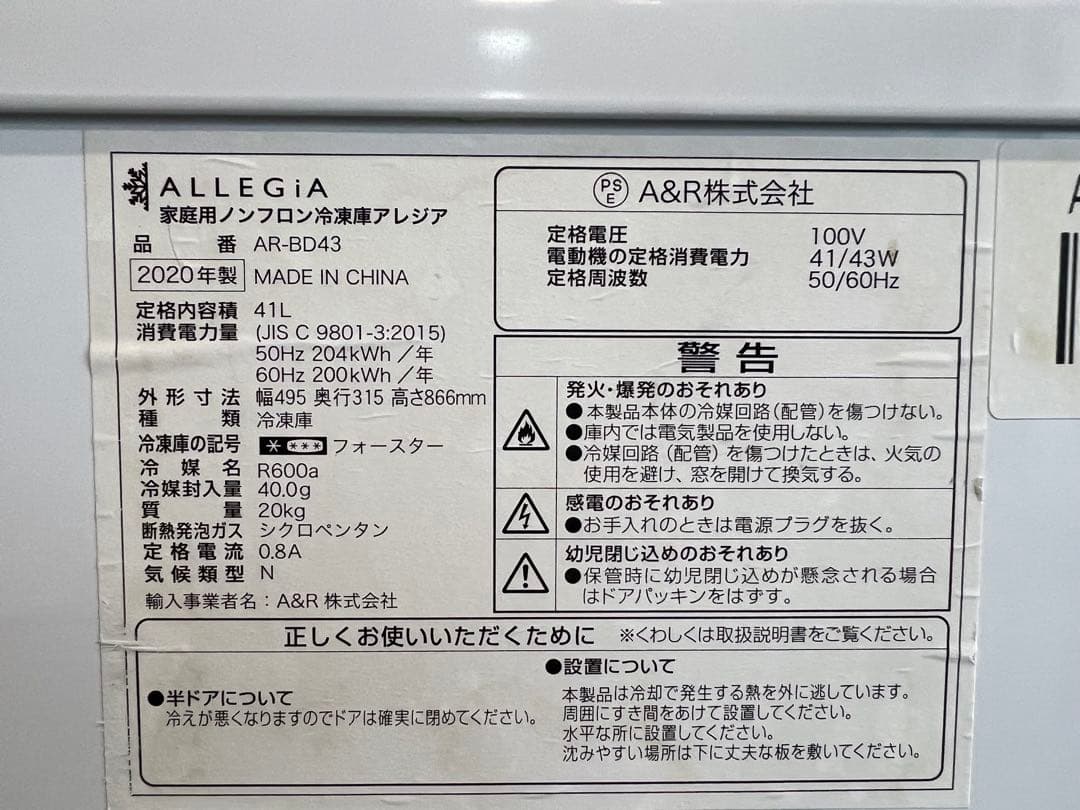 ALLEGiA
家庭用ノンフロン冷凍庫アレジア
品番 AR-BD43
2020年製 MADE IN CHINA
定格内容積 41L
消費電力量 (JIS C 9801-3:2015)
50Hz 204kWh／年
60Hz 200kWh／年
外形寸法 幅495 奥行315 高さ866mm
種類 冷凍庫
冷凍庫の記号 フォースター
冷媒名 R600a
冷媒封入量 40.0g
質量 20kg
断熱発泡ガス シクロペンタン
定格電流 0.8A
気候類型 N
輸入事業者名：A&R 株式会社
PSE A&R株式会社
定格電圧 100V
電動機の定格消費電力 41/43W
定格周波数 50/60Hz
警告
発火・爆発のおそれあり
●本製品本体の冷媒回路(配管)を傷つけない。
●庫内では電気製品を使用しない。
●冷媒回路（配管）を傷つけたときは、火気の
使用を避け、窓を開けて換気する。
感電のおそれあり
●お手入れのときは電源プラグを抜く。
幼児閉じ込めのおそれあり
●保管時に幼児閉じ込めが懸念される場合
はドアパッキンをはずす。
正しくお使いいただくために ※くわしくは取扱説明書をご覧ください。
●半ドアについて
冷えが悪くなりますのでドアは確実に閉めてください。
●設置について
本製品は冷却で発生する熱を外に逃しています。
周囲にすき間をあけて設置してください。
水平な所に設置してください。
沈みやすい場所は下に丈夫な板を敷いてください。